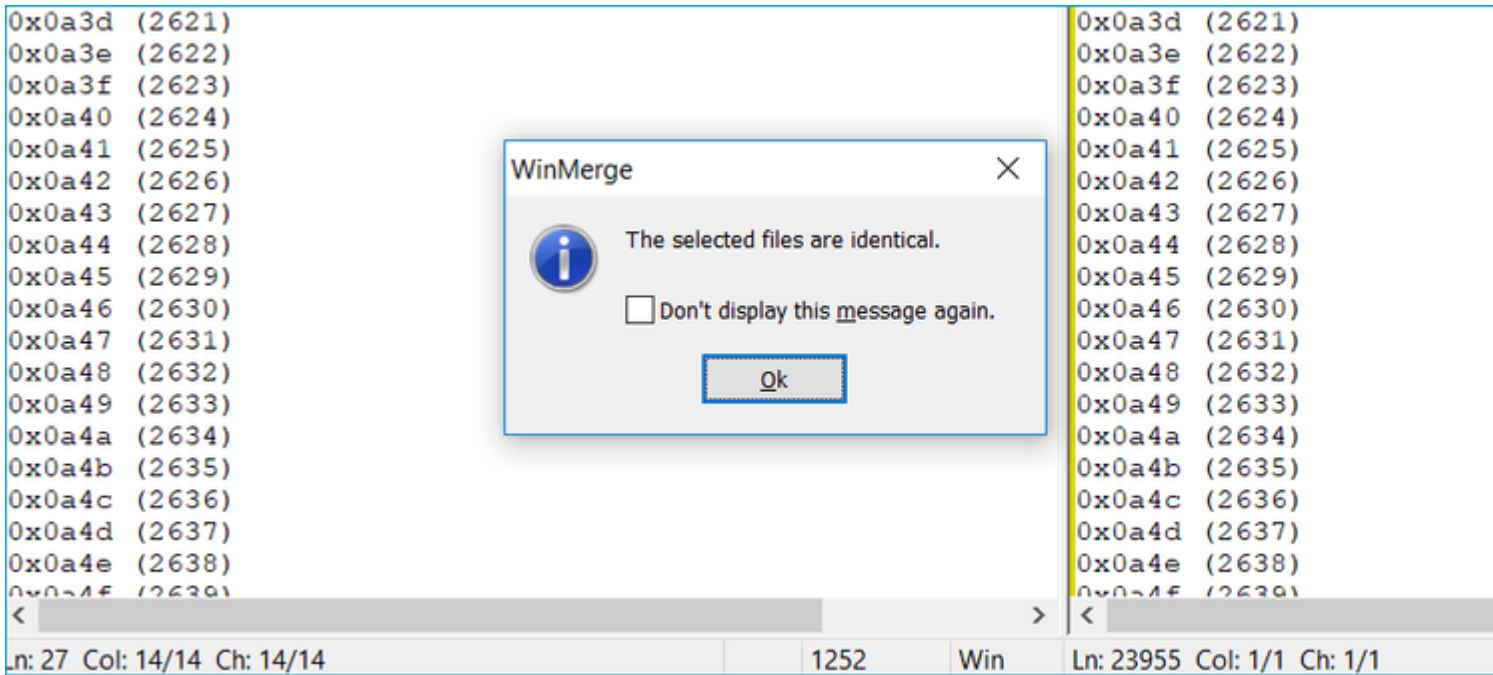 0x0a3d (2621)
0x0a3e (2622)
0x0a3f (2623)
0x0a40 (2624)
0x0a41 (2625)
0x0a42 (2626)
0x0a43 (2627)
0x0a44 (2628)
0x0a45 (2629)
0x0a46 (2630)
0x0a47 (2631)
0x0a48 (2632)
0x0a49 (2633)
0x0a4a (2634)
0x0a4b (2635)
0x0a4c (2636)
0x0a4d (2637)
0x0a4e (2638)
0x0a4f (2639)
WinMerge
The selected files are identical.
Don't display this message again.
Ok
0x0a3d (2621)
0x0a3e (2622)
0x0a3f (2623)
0x0a40 (2624)
0x0a41 (2625)
0x0a42 (2626)
0x0a43 (2627)
0x0a44 (2628)
0x0a45 (2629)
0x0a46 (2630)
0x0a47 (2631)
0x0a48 (2632)
0x0a49 (2633)
0x0a4a (2634)
0x0a4b (2635)
0x0a4c (2636)
0x0a4d (2637)
0x0a4e (2638)
0x0a4f (2639)
Ln: 27 Col: 14/14 Ch: 14/14 1252 Win
Ln: 23955 Col: 1/1 Ch: 1/1